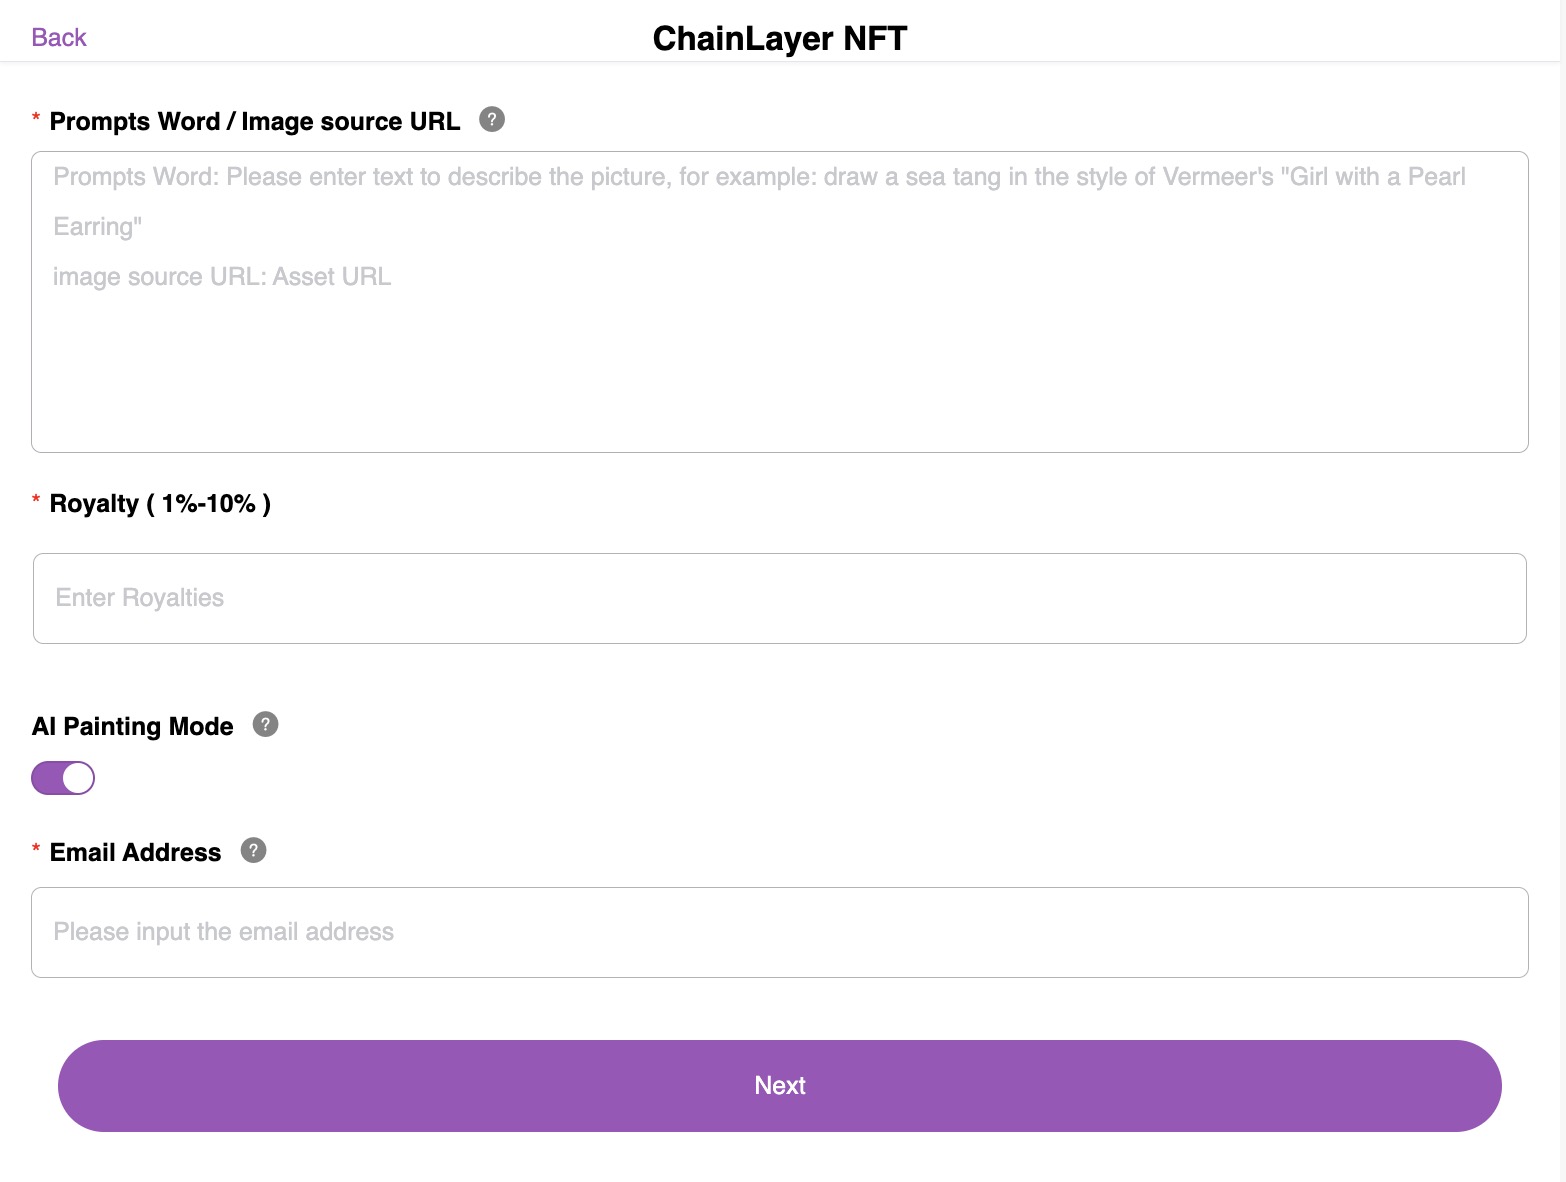 Back
ChainLayer NFT
* Prompts Word / Image source URL ?
Prompts Word: Please enter text to describe the picture, for example: draw a sea tang in the style of Vermeer's "Girl with a Pearl
Earring"
image source URL: Asset URL
* Royalty ( 1%-10% )
Enter Royalties
AI Painting Mode ?
* Email Address ?
Please input the email address
Next